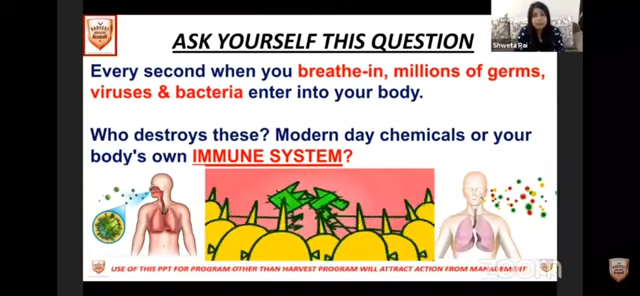 HARVEST
ASK YOURSELF THIS QUESTION
Shweta Rai
Every second when you breathe-in, millions of germs,
viruses & bacteria enter into your body.
Who destroys these? Modern day chemicals or your
body's own IMMUNE SYSTEM?
USE OF THIS PPT FOR PROGRAM OTHER THAN HARVEST PROGRAM WILL ATTRACT ACTION FROM MANAGEMENT
zoom